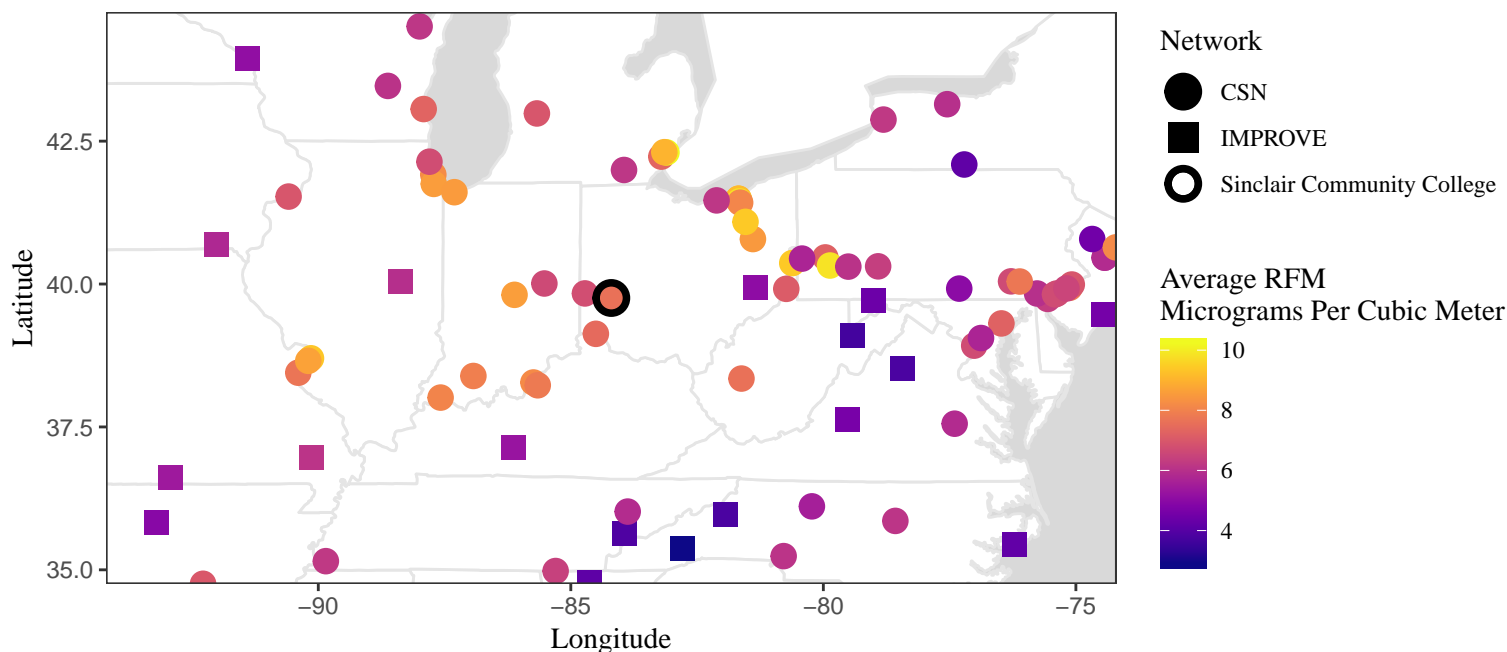 Network
CSN
IMPROVE
Sinclair Community College
Average RFM
Micrograms Per Cubic Meter
10
8
6
4
Latitude
42.5
40.0
37.5
35.0
−90
−85
−80
−75
Longitude